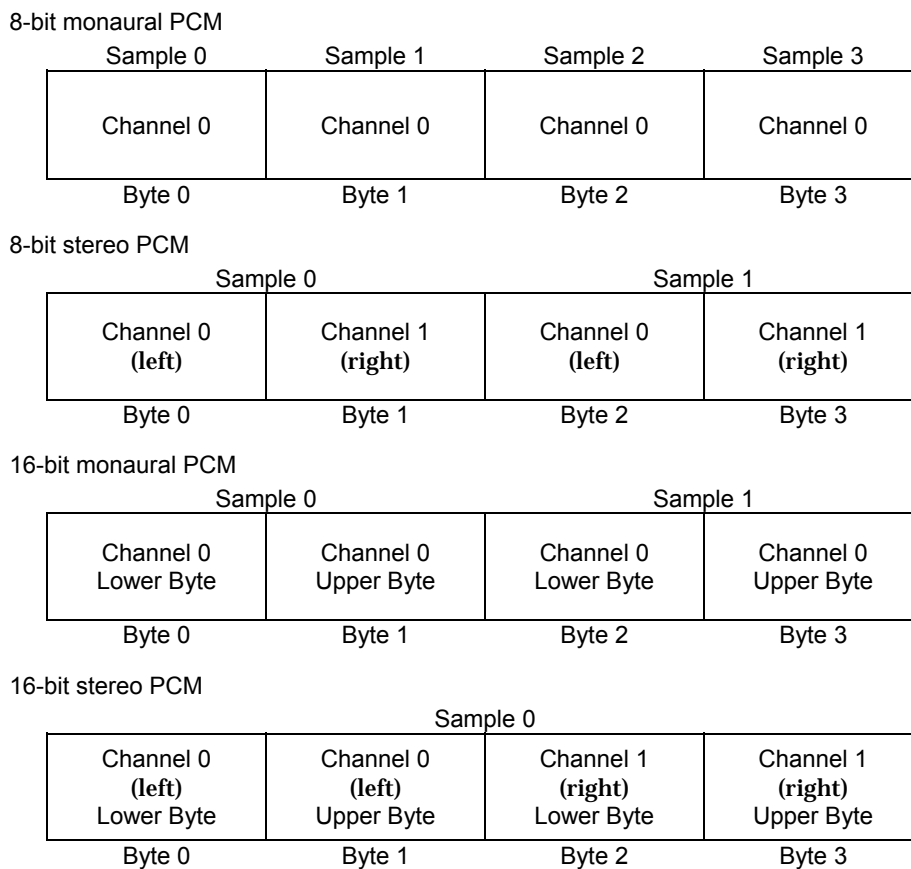 8-bit monaural PCM
Sample 0 Sample 1 Sample 2 Sample 3
Channel 0 Channel 0 Channel 0 Channel 0
Byte 0 Byte 1 Byte 2 Byte 3
8-bit stereo PCM
Sample 0 Sample 1
Channel 0 Channel 1 Channel 0 Channel 1
(left) (right) (left) (right)
Byte 0 Byte 1 Byte 2 Byte 3
16-bit monaural PCM
Sample 0 Sample 1
Channel 0 Channel 0 Channel 0 Channel 0
Lower Byte Upper Byte Lower Byte Upper Byte
Byte 0 Byte 1 Byte 2 Byte 3
16-bit stereo PCM
Sample 0
Channel 0 Channel 0 Channel 1 Channel 1
(left) (left) (right) (right)
Lower Byte Upper Byte Lower Byte Upper Byte
Byte 0 Byte 1 Byte 2 Byte 3